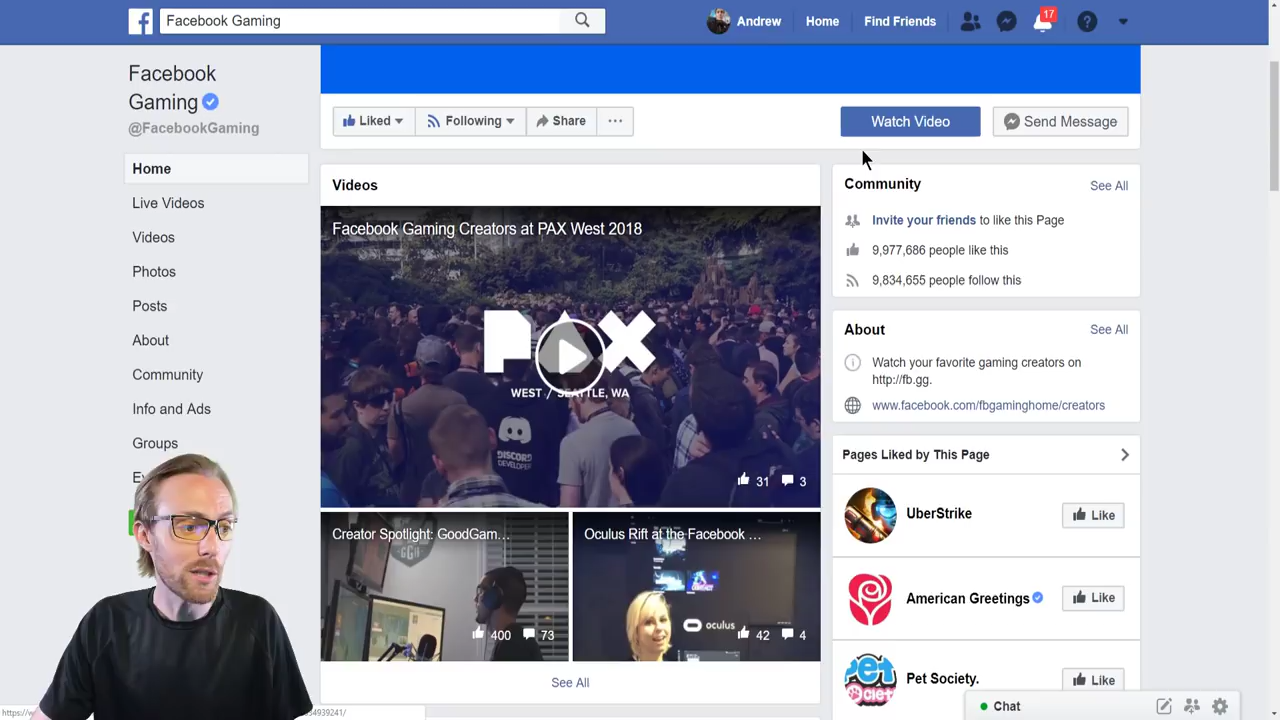 Facebook Gaming
Andrew
Home
Find Friends
17
Facebook
Gaming
@FacebookGaming
Home
Live Videos
Videos
Photos
Posts
About
Community
Info and Ads
Groups
Liked
Following
Share
Watch Video
Send Message
Videos
Facebook Gaming Creators at PAX West 2018
PAX
WEST / SEATTLE, WA
DISCORD
DEVELOPER
31
3
Creator Spotlight: GoodGam...
GGH
400
73
Oculus Rift at the Facebook ...
oculus
42
4
See All
Community
See All
Invite your friends to like this Page
9,977,686 people like this
9,834,655 people follow this
About
See All
Watch your favorite gaming creators on
http://fb.gg.
www.facebook.com/fbgaminghome/creators
Pages Liked by This Page
UberStrike
Like
American Greetings
Like
Pet Society.
Like
Chat